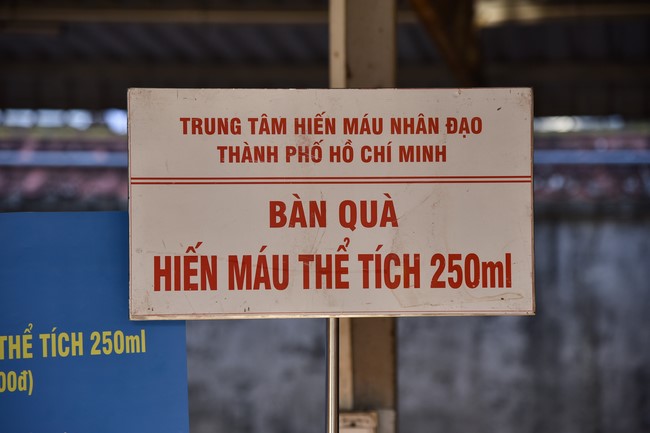 TRUNG TÂM HIẾN MÁU NHÂN ĐẠO
THÀNH PHỐ HỒ CHÍ MINH
BÀN QUÀ
HIẾN MÁU THỂ TÍCH 250ml
THỂ TÍCH 250ml
00đ)